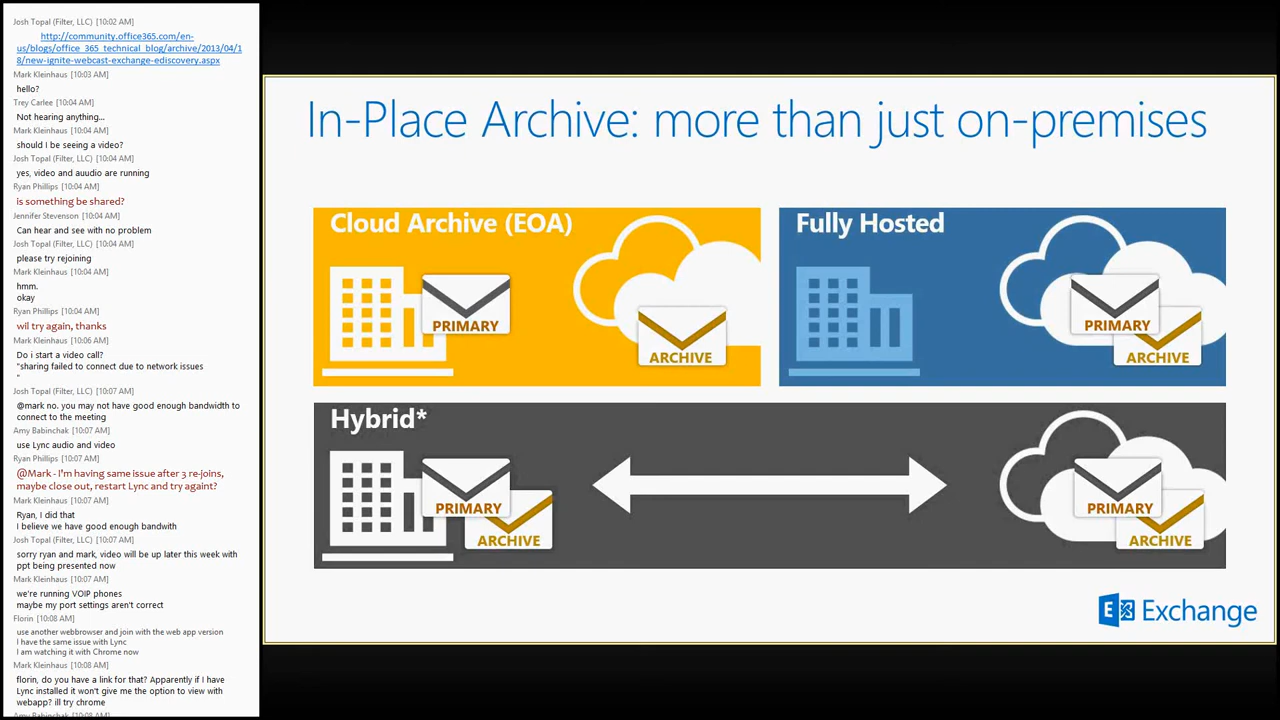 Josh Topal (Filter, LLC) [10:02 AM]
http://community.office365.com/en-
us/blogs/office_365_technical_blog/archive/2013/04/1
8/new-ignite-webcast-exchange-ediscovery.aspx
Mark Kleinhaus [10:03 AM]
hello?
Trey Carlee [10:04 AM]
Not hearing anything...
Mark Kleinhaus [10:04 AM]
should I be seeing a video?
Josh Topal (Filter, LLC) [10:04 AM]
yes, video and auudio are running
Ryan Phillips [10:04 AM]
is something be shared?
Jennifer Stevenson [10:04 AM]
Can hear and see with no problem
Josh Topal (Filter, LLC) [10:04 AM]
please try rejoining
Mark Kleinhaus [10:04 AM]
hmm.
okay
Ryan Phillips [10:04 AM]
wil try again, thanks
Mark Kleinhaus [10:06 AM]
Do i start a video call?
"sharing failed to connect due to network issues
"
Josh Topal (Filter, LLC) [10:07 AM]
@mark no. you may not have good enough bandwidth to
connect to the meeting
Amy Babinchak [10:07 AM]
use Lync audio and video
Ryan Phillips [10:07 AM]
@Mark - I'm having same issue after 3 re-joins,
maybe close out, restart Lync and try againt?
Mark Kleinhaus [10:07 AM]
Ryan, I did that
I believe we have good enough bandwith
Josh Topal (Filter, LLC) [10:07 AM]
sorry ryan and mark, video will be up later this week with
ppt being presented now
Mark Kleinhaus [10:07 AM]
we're running VOIP phones
maybe my port settings aren't correct
Florin [10:08 AM]
use another webbrowser and join with the web app version
I have the same issue with Lync
I am watching it with Chrome now
Mark Kleinhaus [10:08 AM]
florin, do you have a link for that? Apparently if I have
Lync installed it won't give me the option to view with
webapp? ill try chrome
Amy Babinchak [10:08 AM]
In-Place Archive: more than just on-premises
Cloud Archive (EOA)
PRIMARY
ARCHIVE
Fully Hosted
PRIMARY
ARCHIVE
Hybrid*
PRIMARY
ARCHIVE
PRIMARY
ARCHIVE
Exchange